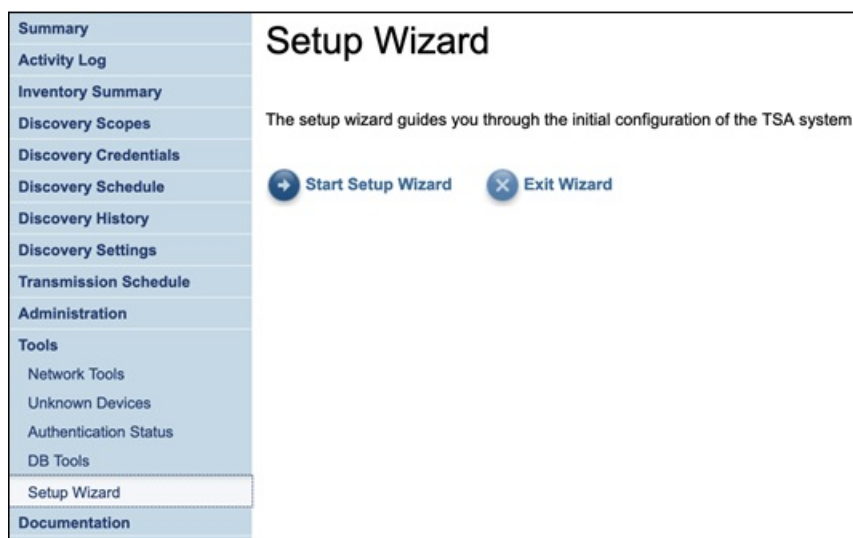 Summary
Activity Log
Inventory Summary
Discovery Scopes
Discovery Credentials
Discovery Schedule
Discovery History
Discovery Settings
Transmission Schedule
Administration
Tools
Network Tools
Unknown Devices
Authentication Status
DB Tools
Setup Wizard
Documentation
Setup Wizard
The setup wizard guides you through the initial configuration of the TSA system
Start Setup Wizard
Exit Wizard